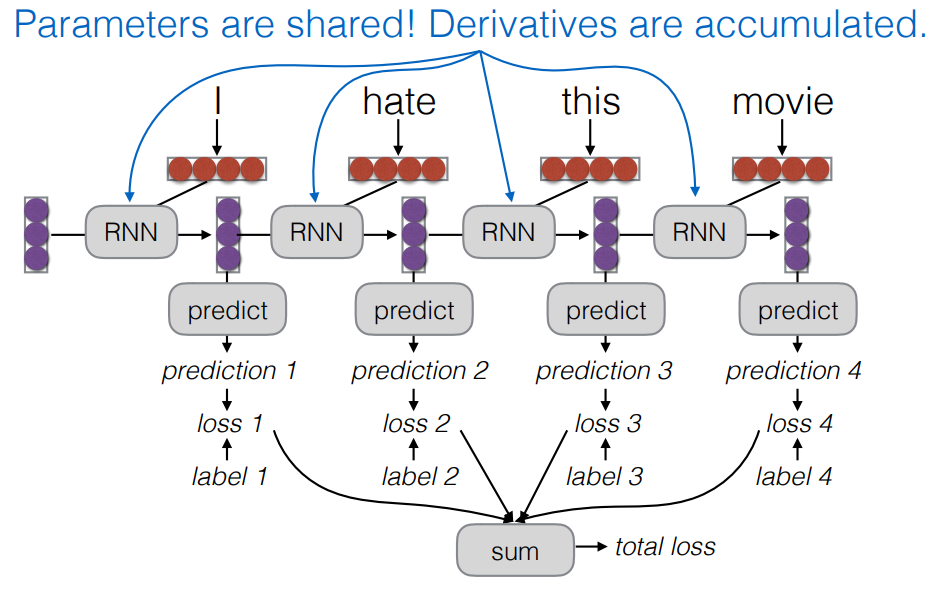 Parameters are shared! Derivatives are accumulated.
I hate this movie
RNN RNN RNN RNN
predict predict predict predict
prediction 1 prediction 2 prediction 3 prediction 4
loss 1 loss 2 loss 3 loss 4
label 1 label 2 label 3 label 4
sum total loss